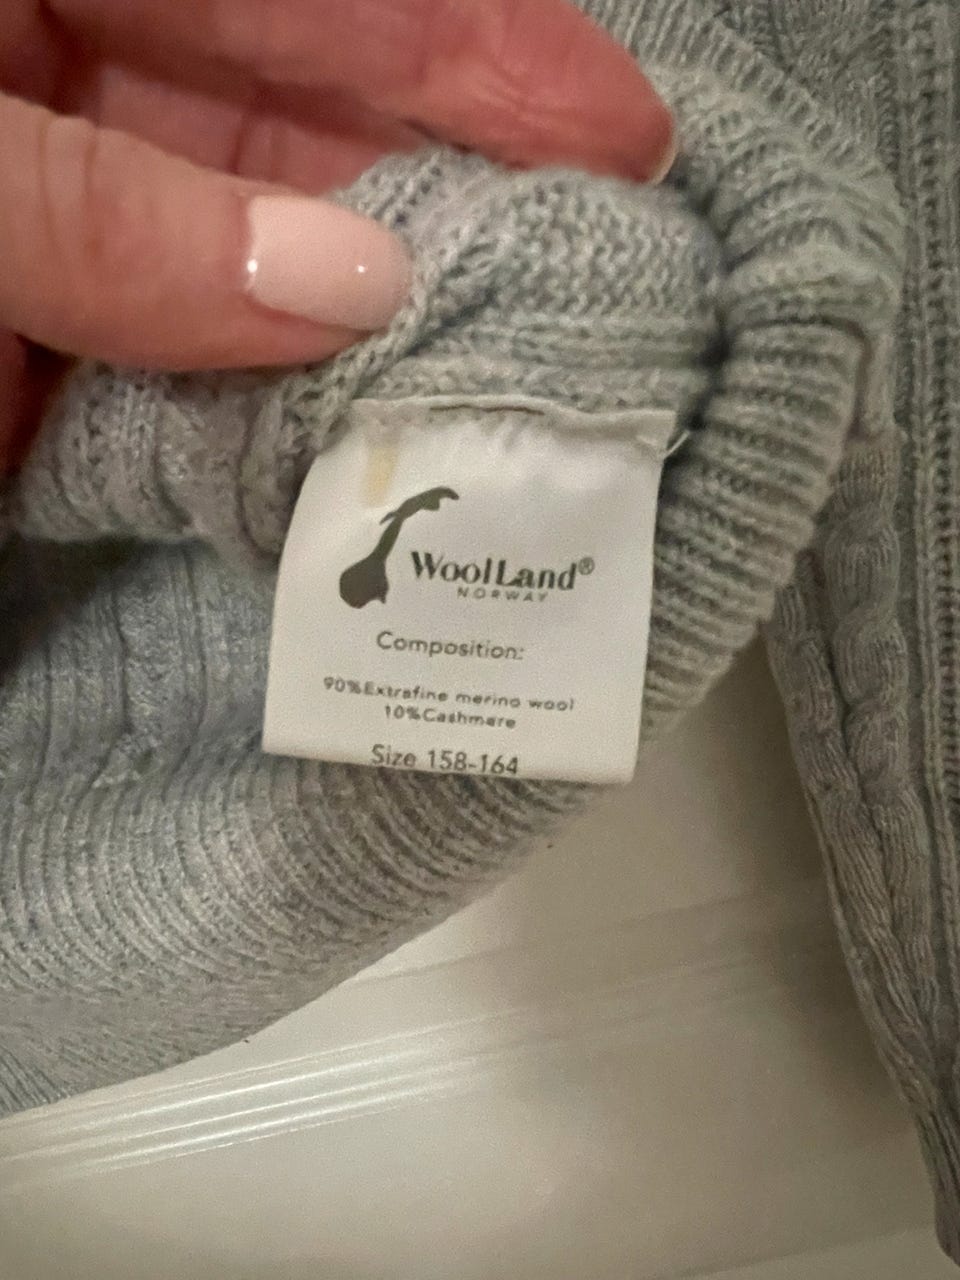 WoolLand®
NORWAY
Composition:
90%Extrafine merino wool
10%Cashmere
Size 158-164